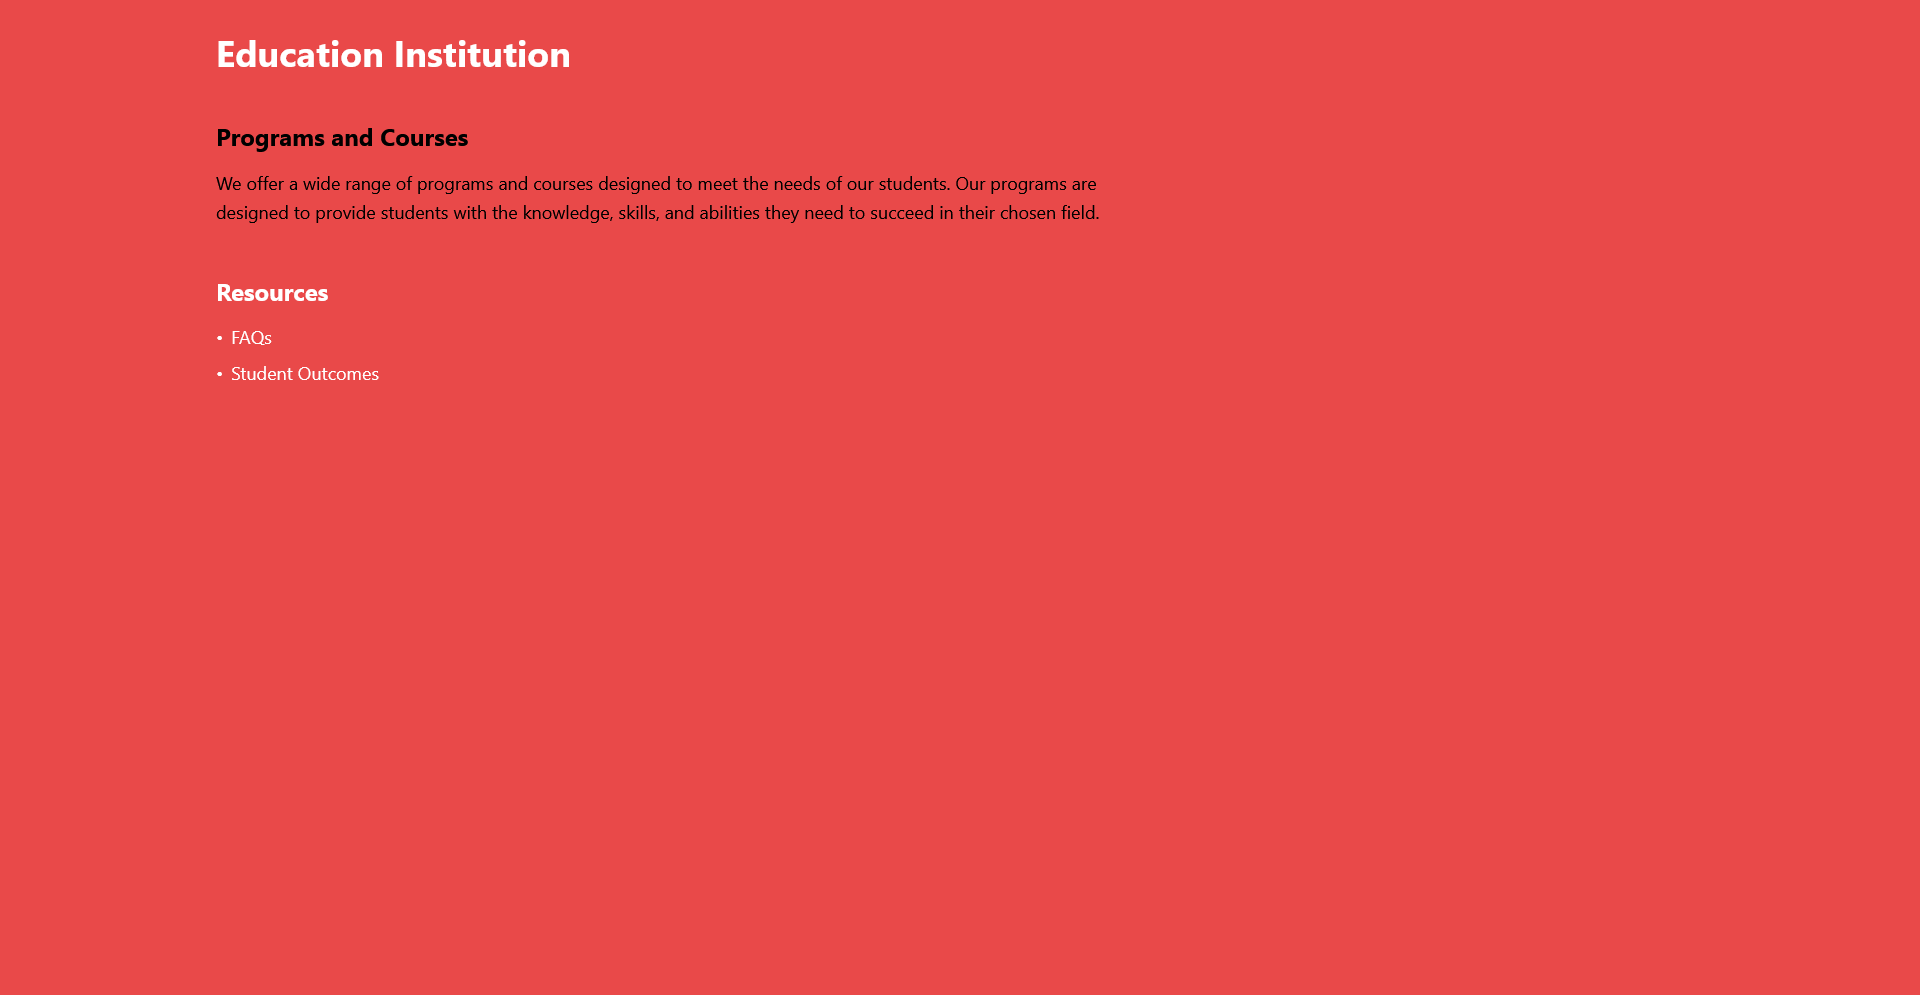 Education Institution
Programs and Courses
We offer a wide range of programs and courses designed to meet the needs of our students. Our programs are
designed to provide students with the knowledge, skills, and abilities they need to succeed in their chosen field.
Resources
• FAQs
• Student Outcomes